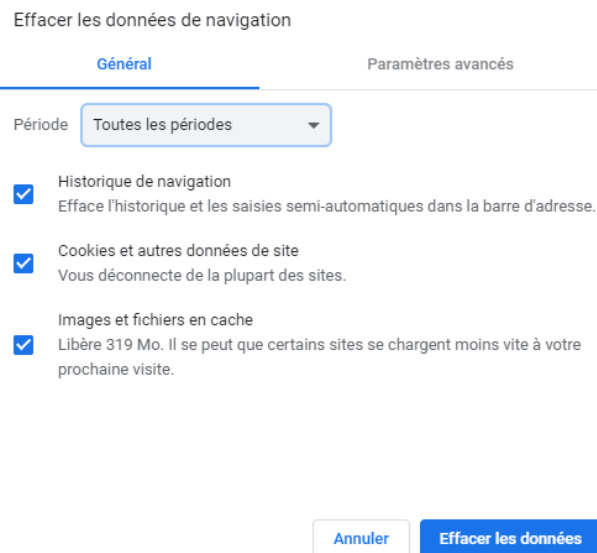 Effacer les données de navigation
Général
Paramètres avancés
Période
Toutes les périodes
Historique de navigation
Efface l'historique et les saisies semi-automatiques dans la barre d'adresse.
Cookies et autres données de site
Vous déconnecte de la plupart des sites.
Images et fichiers en cache
Libère 319 Mo. Il se peut que certains sites se chargent moins vite à votre
prochaine visite.
Annuler
Effacer les données